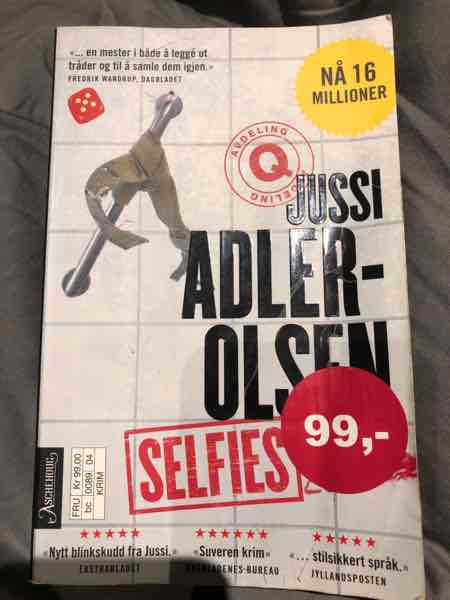 «... en mester i både å legge ut
tråder og til å samle dem igjen.»
FREDRIK WANDRUP, DAGBLADET
NÅ 16
MILLIONER
AVDELING
Q
DELING
JUSSI
ADLER-
OLSEN
SELFIES
99,-
ASCHEHOUG
FRU Kr 99.00
bc 0089 04
KRIM
★★★★★
«Nytt blinkskudd fra Jussi.»
EKSTRABLADET
★★★★★★
«Suveren krim»
-BUREAU
★★★★★
«... stilsikkert språk.»
JYLLANDSPOSTEN